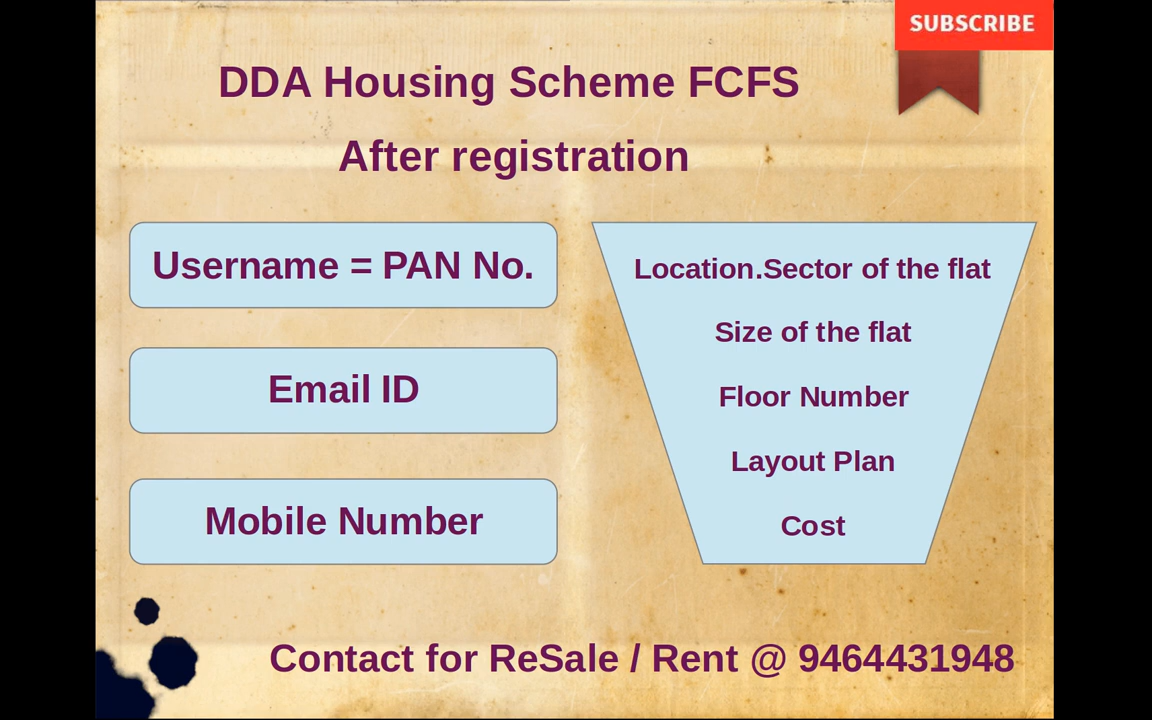 SUBSCRIBE
DDA Housing Scheme FCFS
After registration
Username = PAN No.
Email ID
Mobile Number
Location.Sector of the flat
Size of the flat
Floor Number
Layout Plan
Cost
Contact for ReSale / Rent @ 9464431948